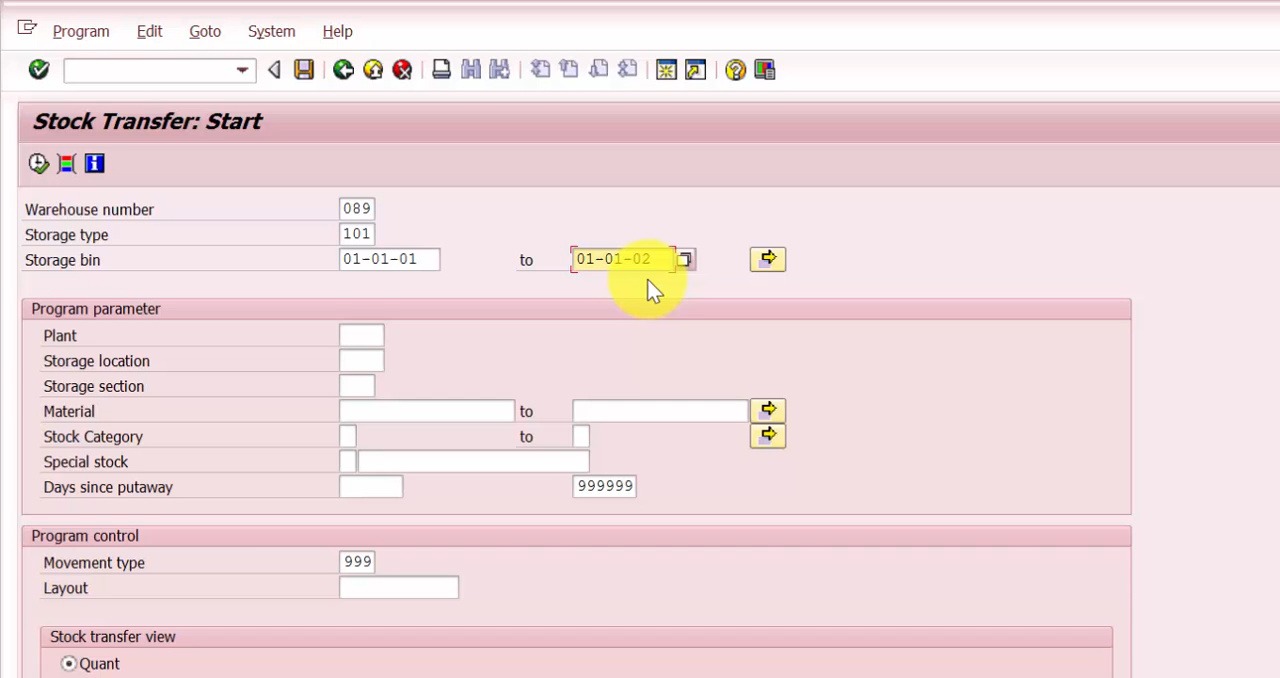 Program Edit Goto System Help
Stock Transfer: Start
Warehouse number 089
Storage type 101
Storage bin 01-01-01 to 01-01-02
Program parameter
Plant
Storage location
Storage section
Material to
Stock Category to
Special stock
Days since putaway 999999
Program control
Movement type 999
Layout
Stock transfer view
Quant